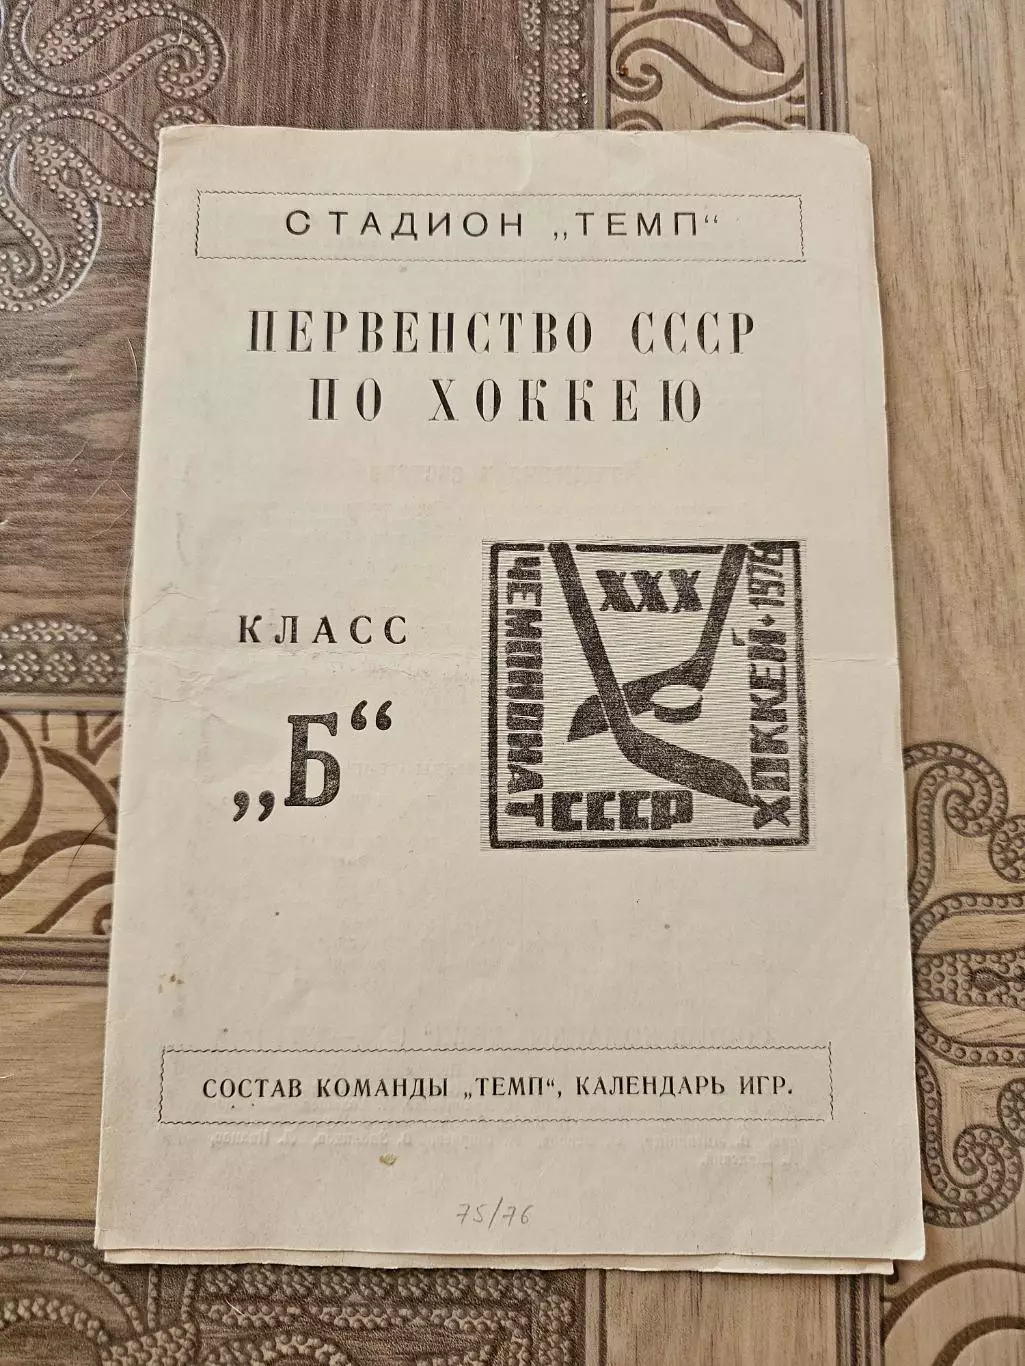 СТАДИОН „ТЕМП“
ПЕРВЕНСТВО СССР
ПО ХОККЕЮ
КЛАСС
„Б“
ЧЕМПИОНАТ
СССР
XXX
ХОККЕЙ • 1976
СОСТАВ КОМАНДЫ „ТЕМП“, КАЛЕНДАРЬ ИГР.
75/76